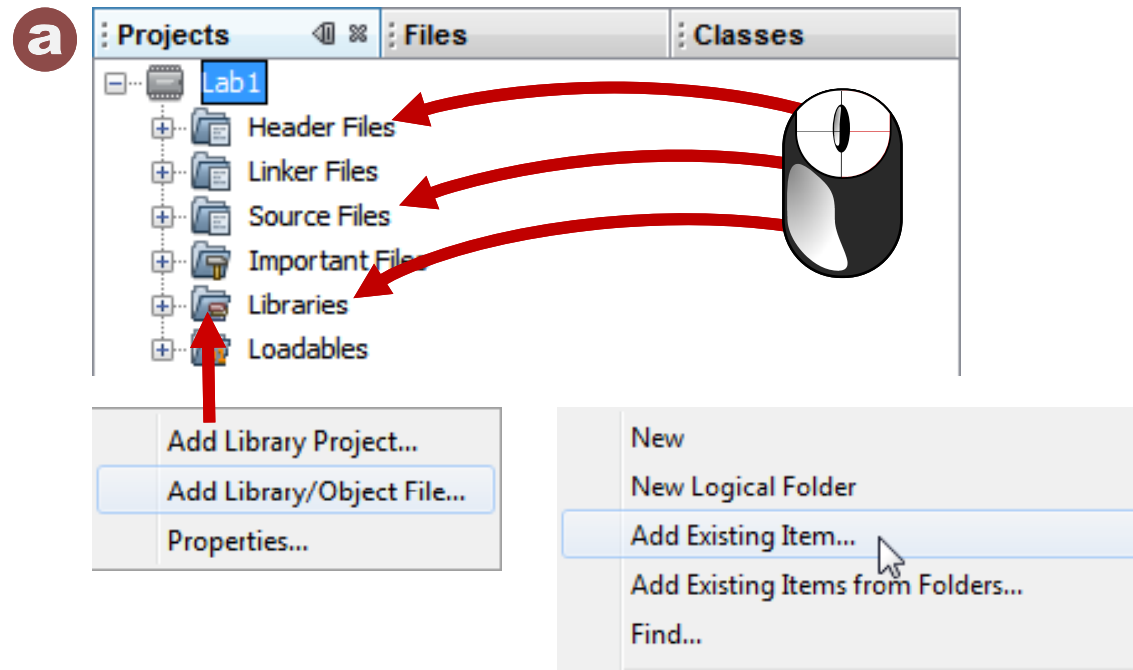 a
Projects
Files
Classes
Lab1
Header Files
Linker Files
Source Files
Important Files
Libraries
Loadables
Add Library Project...
Add Library/Object File...
Properties...
New
New Logical Folder
Add Existing Item...
Add Existing Items from Folders...
Find...